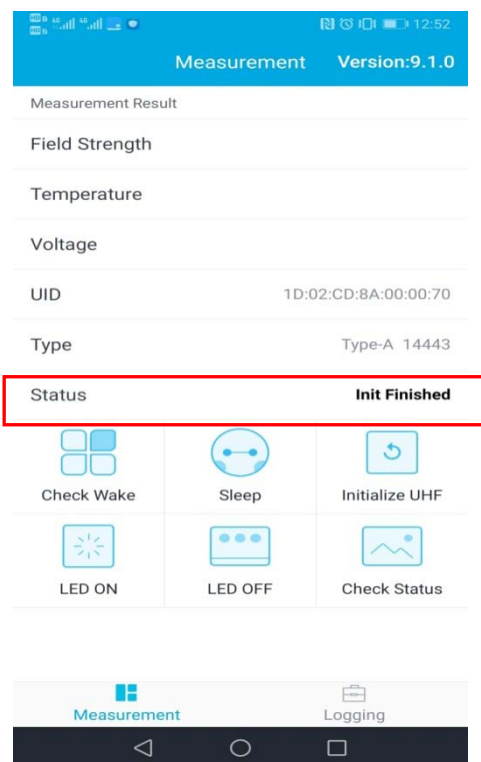 12:52
Measurement Version:9.1.0
Measurement Result
Field Strength
Temperature
Voltage
UID 1D:02:CD:8A:00:00:70
Type Type-A 14443
Status Init Finished
Check Wake Sleep Initialize UHF
LED ON LED OFF Check Status
Measurement Logging